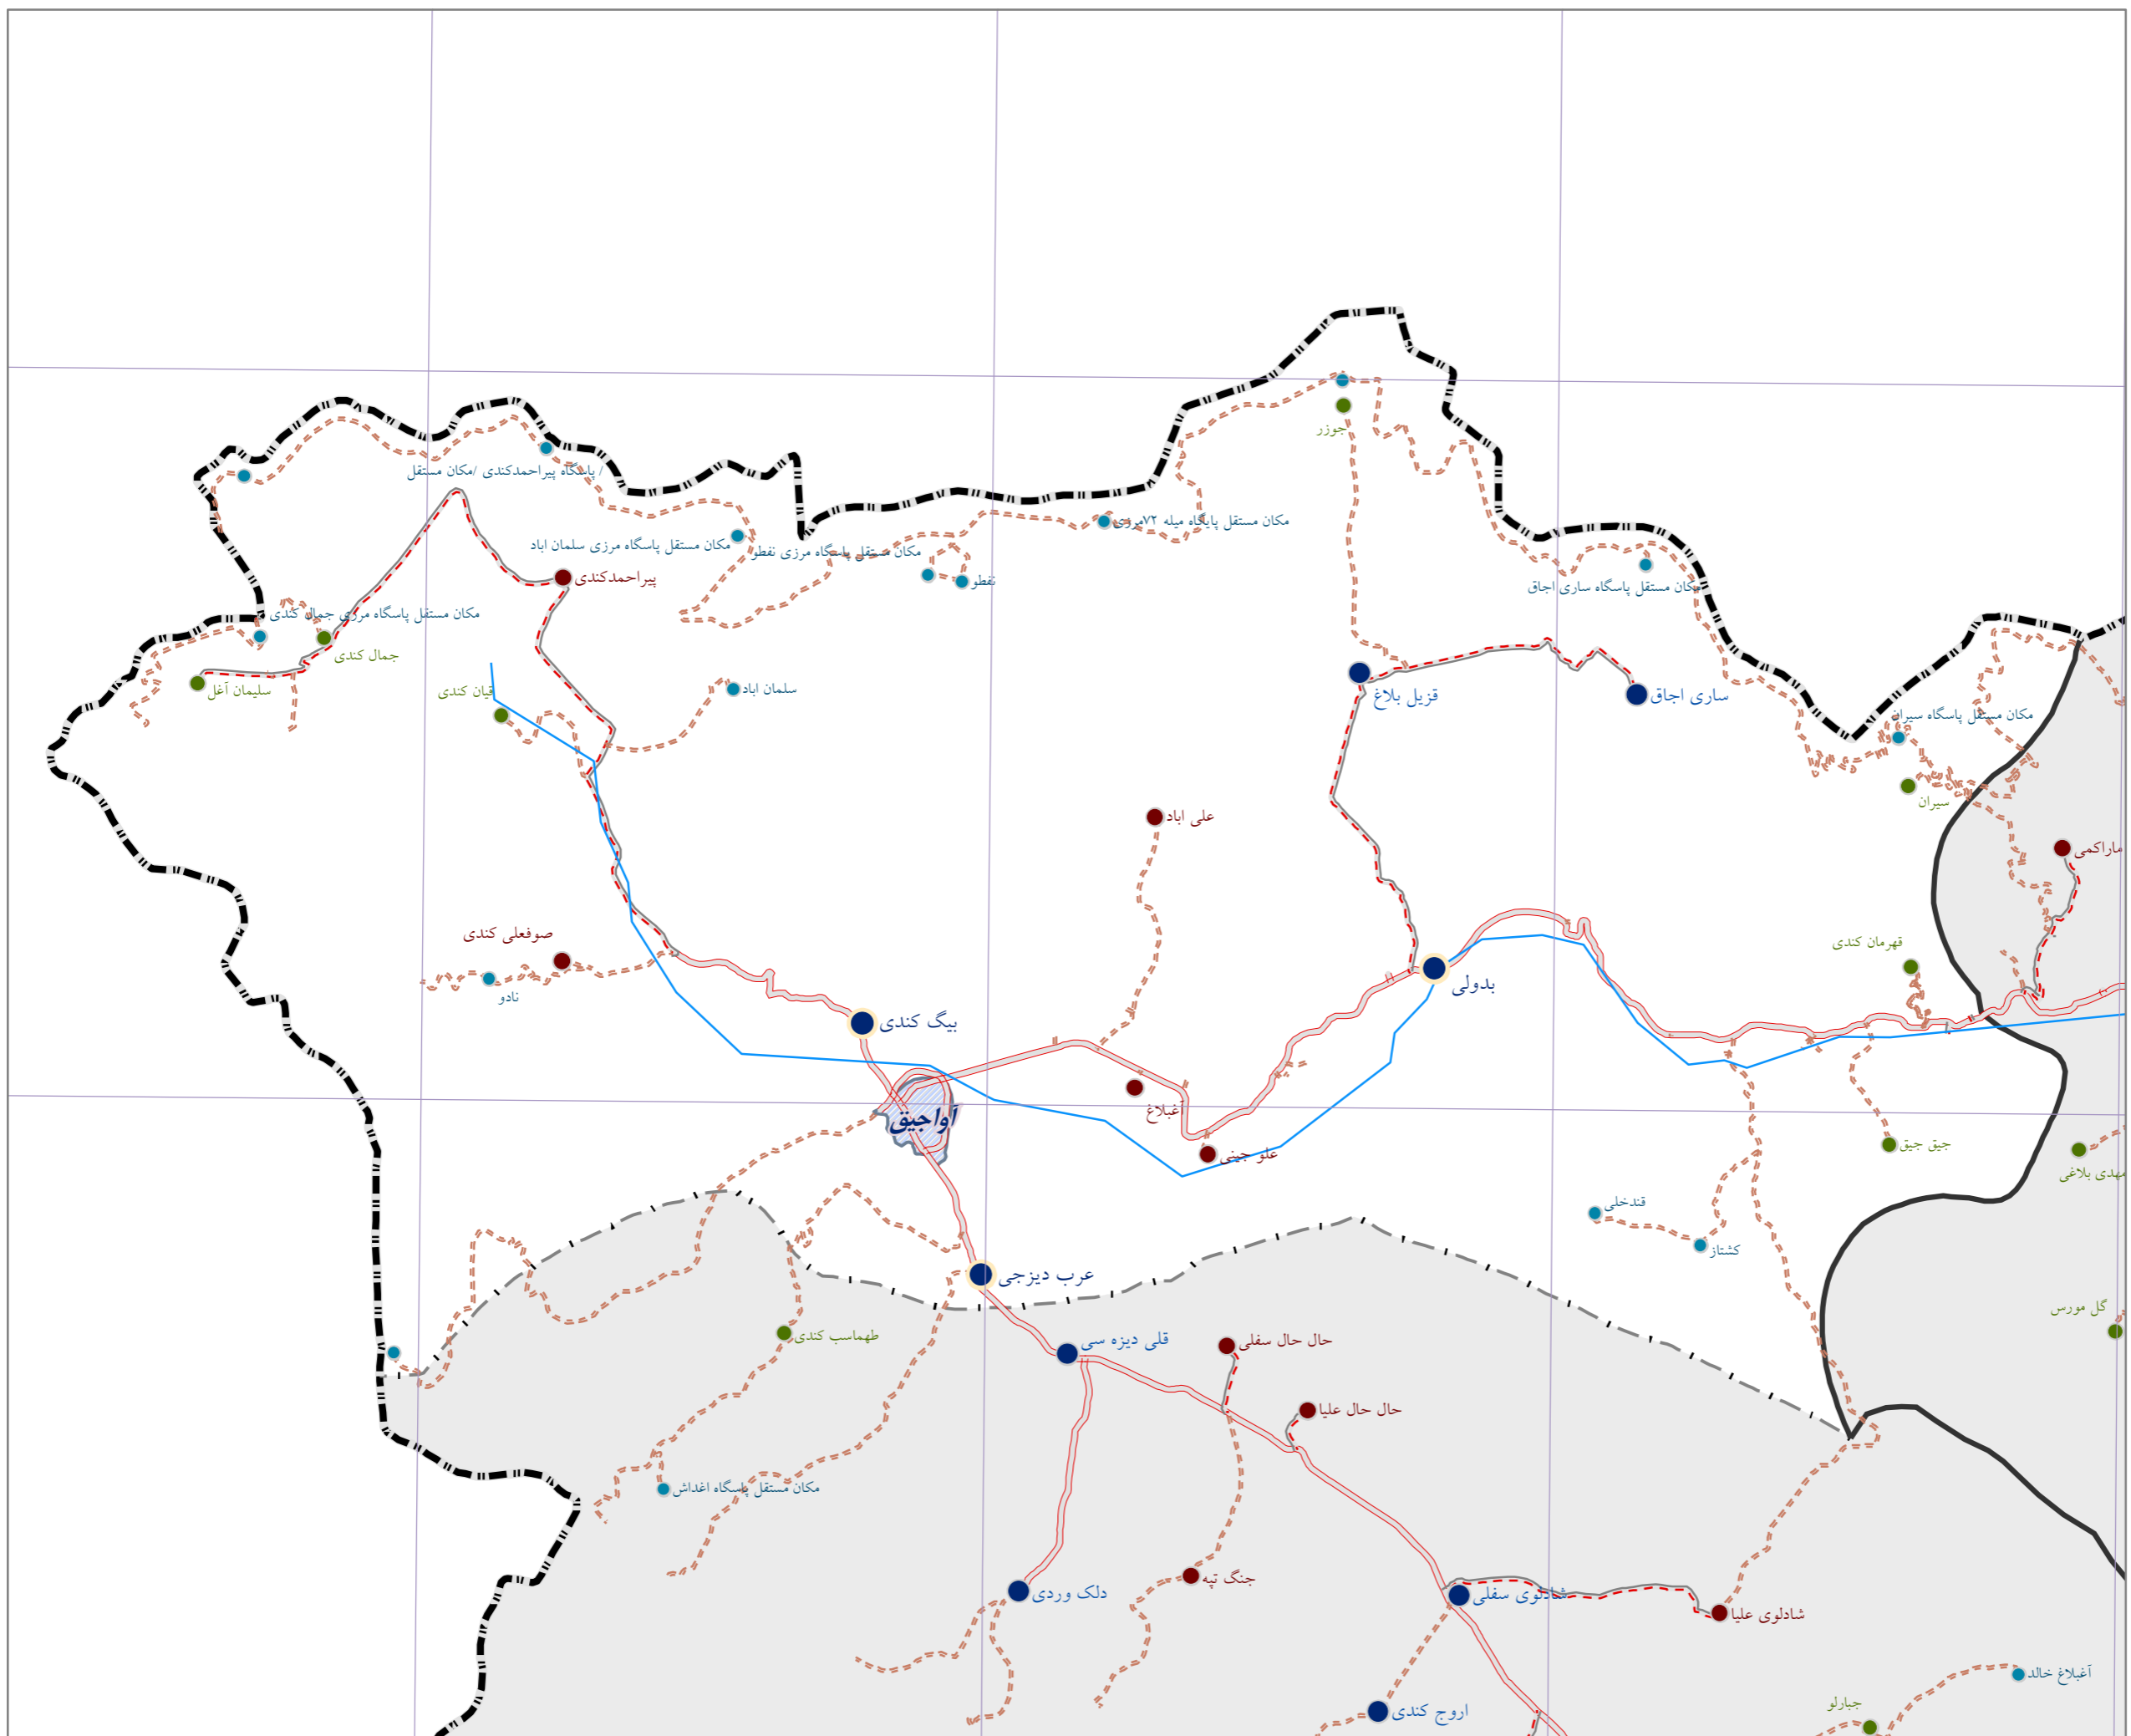 جوزر
/ پاسگاه پیراحمدکندی /مکان مستقل
مکان مستقل پایگاه میله ۷۲مرزی
مکان مستقل پاسگاه مرزی سلمان اباد
مکان مستقل پاسگاه مرزی نفطو
نفطو
پیراحمدکندی
مکان مستقل پاسگاه ساری اجاق
مکان مستقل پاسگاه مرزی جمال کندی
جمال کندی
سلیمان آغل
قیان کندی
سلمان اباد
قزیل بلاغ
ساری اجاق
مکان مستقل پاسگاه سیران
سیران
علی اباد
ماراکمی
صوفعلی کندی
نادو
قهرمان کندی
بدولی
بیگ کندی
آواجیق
آغبلاغ
علو جینی
جیق جیق
مهدی بلاغی
قندخلی
کشتاز
عرب دیزجی
گل مورس
طهماسب کندی
قلی دیزه سی
حال حال سفلی
حال حال علیا
مکان مستقل پاسگاه اغداش
جنگ تپه
دلک وردی
شادلوی سفلی
شادلوی علیا
آغبلاغ خالد
جبارلو
اروج کندی